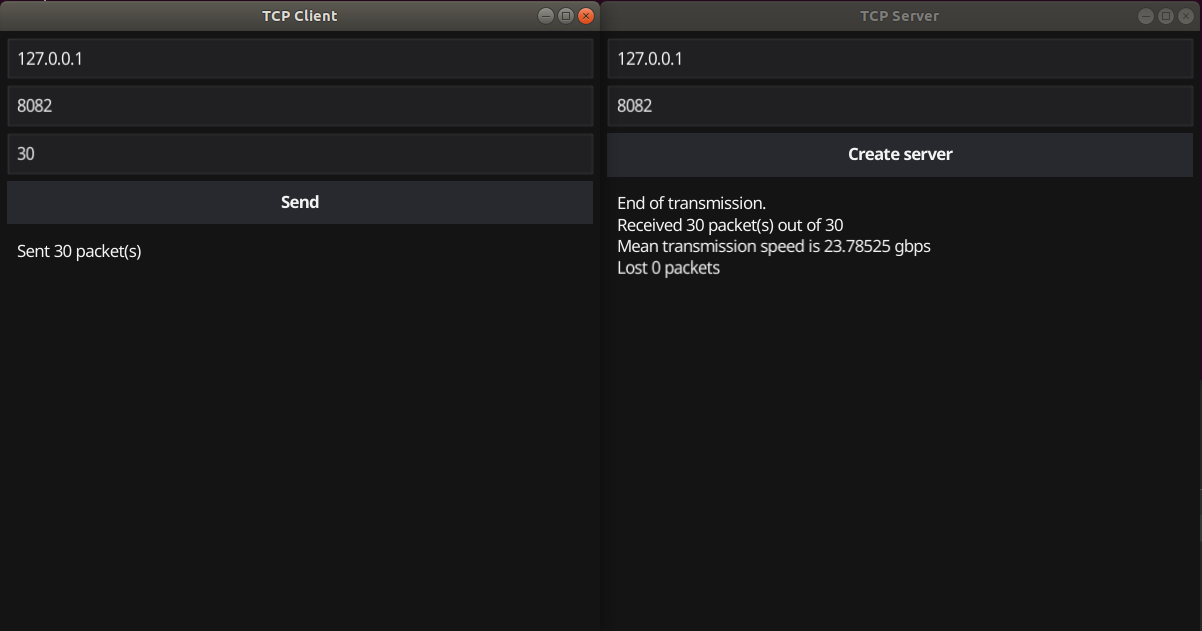 TCP Client
127.0.0.1
8082
30
Send
Sent 30 packet(s)
TCP Server
127.0.0.1
8082
Create server
End of transmission.
Received 30 packet(s) out of 30
Mean transmission speed is 23.78525 gbps
Lost 0 packets